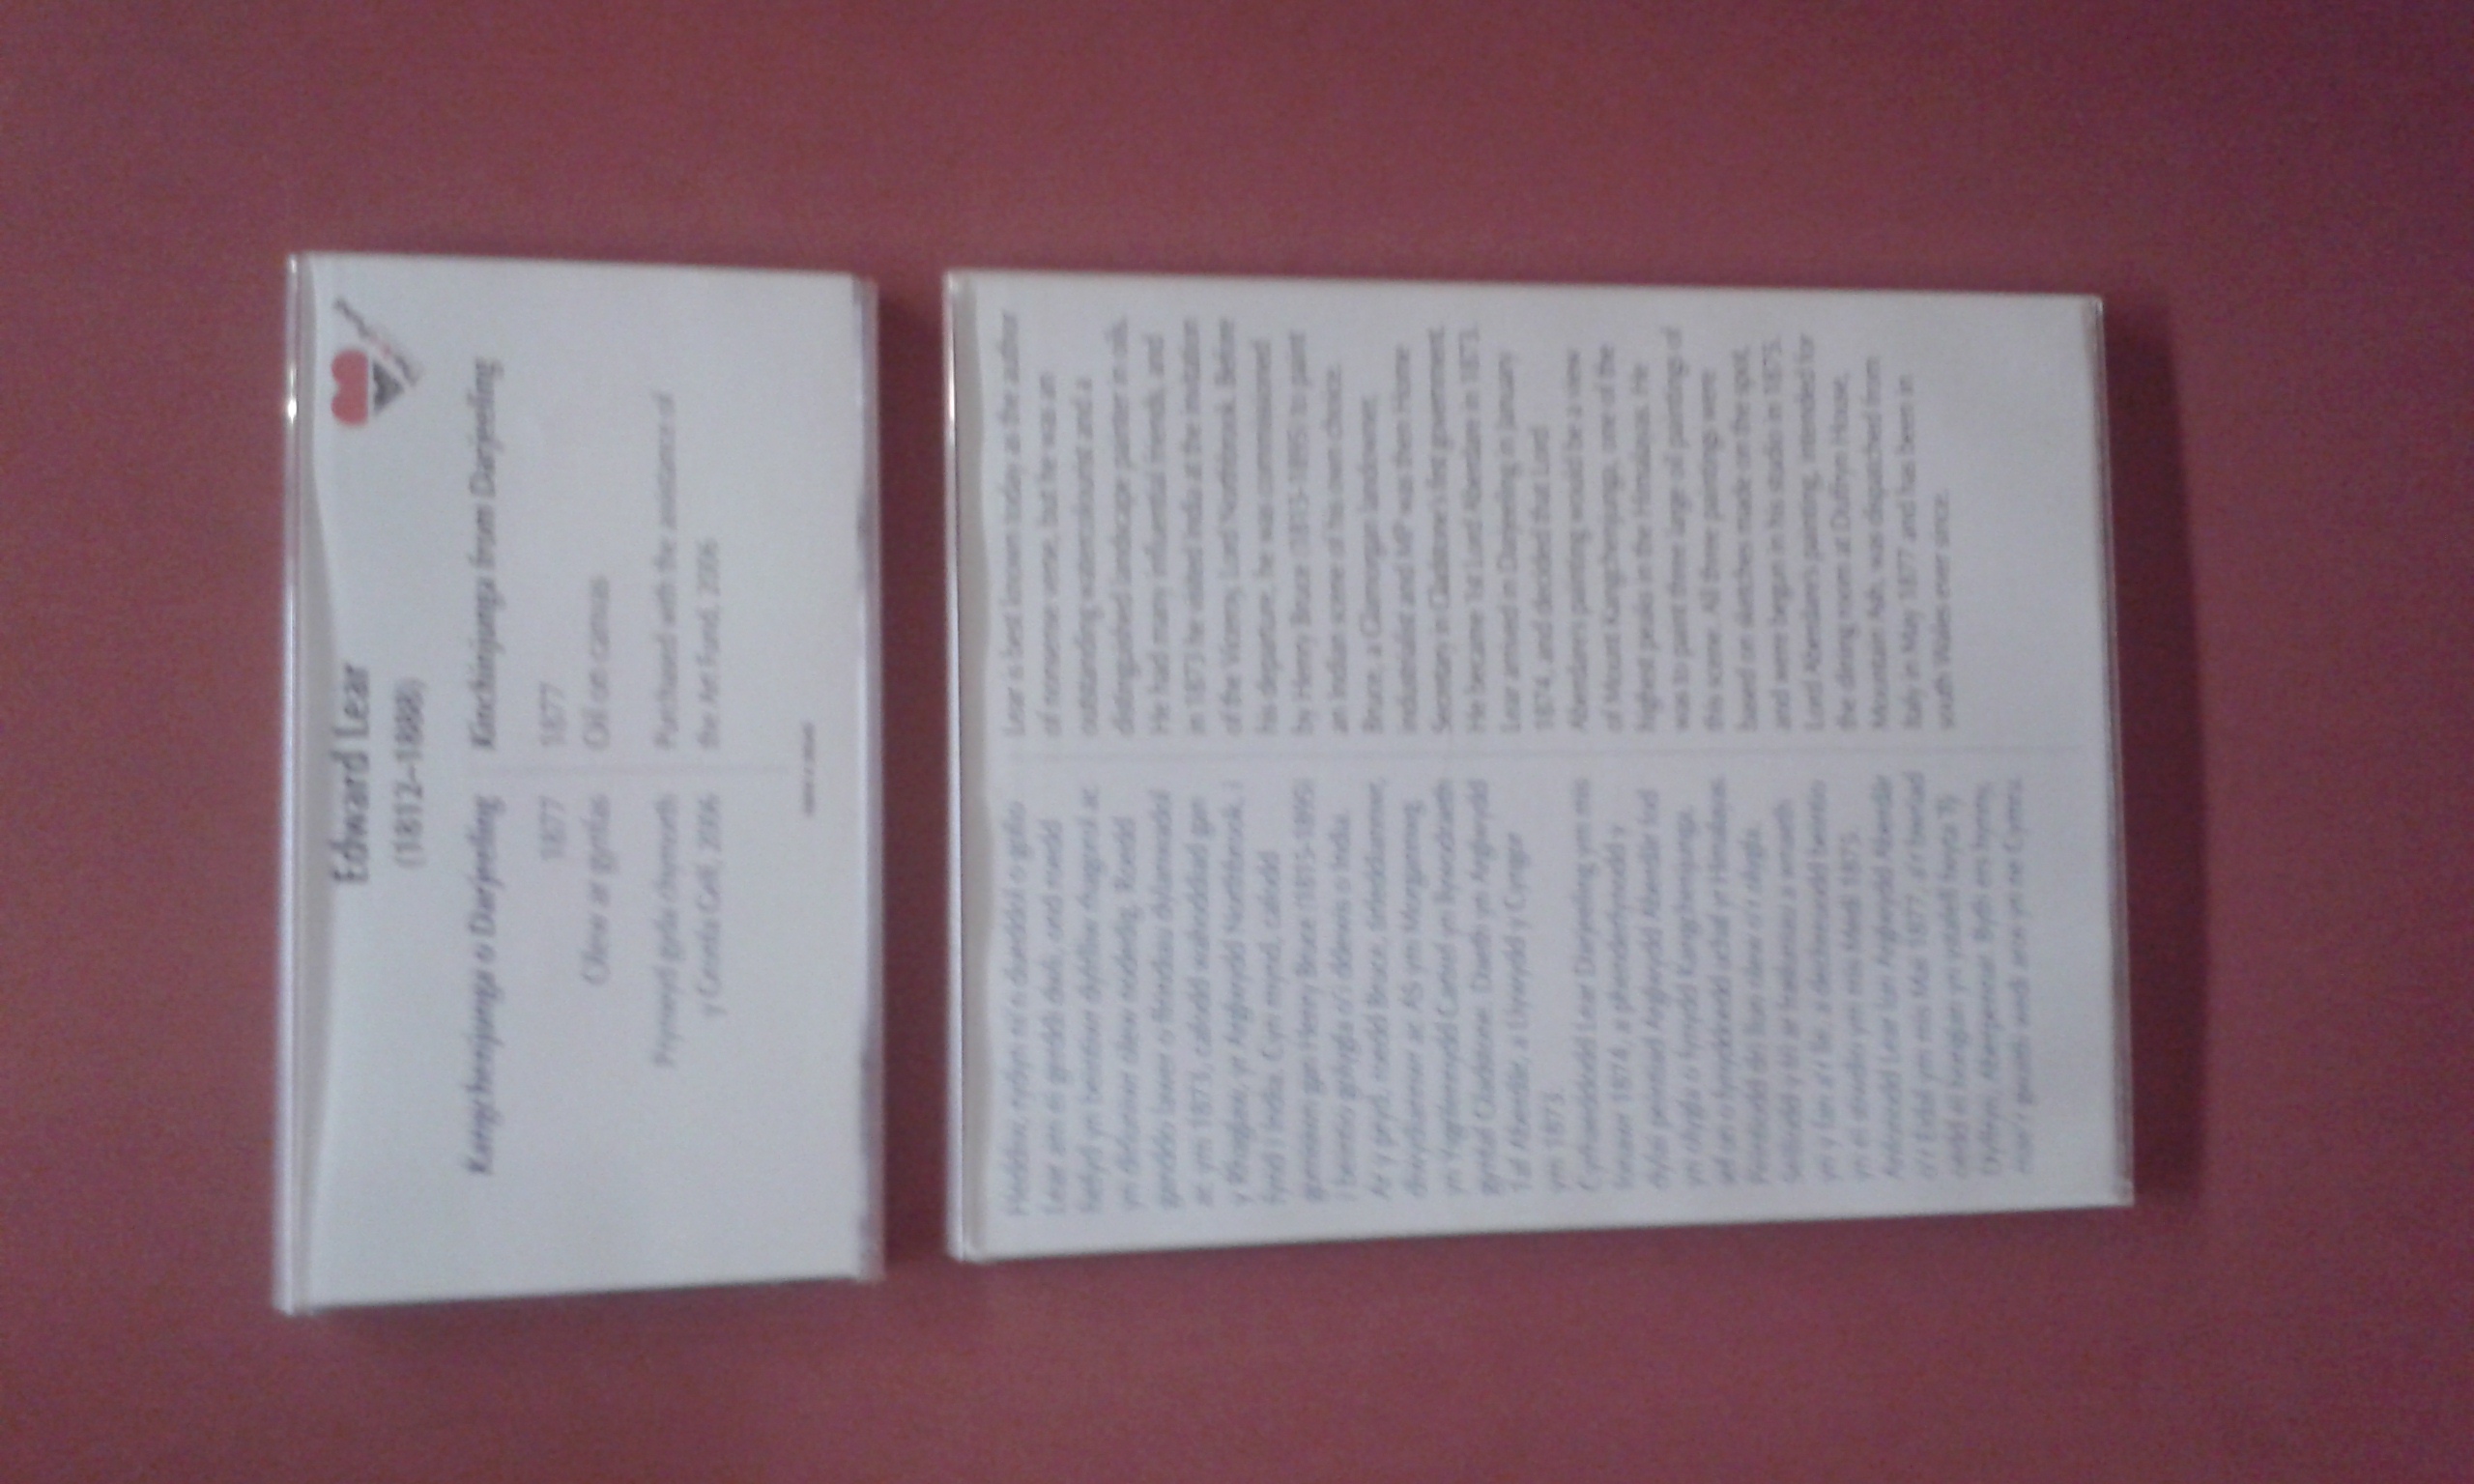 Edward Lear
(1812–1888)
Kangchenjunga o Darjeeling
1877
Olew ar gynfas
Prynwyd gyda chymorth
y Gronfa Gelf, 2006
Kinchinjunga from Darjeeling
1877
Oil on canvas
Purchased with the assistance of
the Art Fund, 2006
Heddiw, rydyn ni'n dueddol o gofio
Lear am ei gerddi dwli, ond roedd
hefyd yn beintiwr dyfrlliw rhagorol ac
yn dirluniwr olew nodedig. Roedd
ganddo lawer o ffrindiau dylanwadol
ac ym 1873, cafodd wahoddiad gan
y Rhaglaw, yr Arglwydd Northbrook, i
fynd i India. Cyn mynd, cafodd
gomisiwn gan Henry Bruce (1815-1895)
i beintio golygfa o'i ddewis o India.
Ar y pryd, roedd Bruce, tirfeddiannwr,
diwydiannwr ac AS ym Morgannwg
yn Ysgrifennydd Cartref yn llywodraeth
gyntaf Gladstone. Daeth yn Arglwydd
1af Aberdâr, a Llywydd y Cyngor
ym 1873.
Cyrhaeddodd Lear Darjeeling ym mis
Ionawr 1874, a phenderfynodd y
dylai peintiad Arglwydd Aberdâr fod
yn olygfa o fynydd Kangchenjunga,
sef un o fynyddoedd uchaf yr Himalayas.
Peintiodd dri llun olew o'r olygfa.
Seiliodd y tri ar frasluniau a wnaeth
yn y fan a'r lle, a dechreuodd beintio
yn ei stiwdio ym mis Medi 1875.
Anfonodd Lear lun Arglwydd Aberdâr
o'r Eidal ym mis Mai 1877, a'r bwriad
oedd ei hongian yn ystafell fwyta Tŷ
Dyffryn, Aberpennar. Byth ers hynny,
mae'r gwaith wedi aros yn ne Cymru.
Lear is best known today as the author
of nonsense verse, but he was an
outstanding watercolourist and a
distinguished landscape painter in oils.
He had many influential friends, and
in 1873 he visited India at the invitation
of the Viceroy, Lord Northbrook. Before
his departure, he was commissioned
by Henry Bruce (1815-1895) to paint
an Indian scene of his own choice.
Bruce, a Glamorgan landowner,
industrialist and MP was then Home
Secretary in Gladstone's first government.
He became 1st Lord Aberdare in 1873.
Lear arrived in Darjeeling in January
1874, and decided that Lord
Aberdare's painting would be a view
of Mount Kangchenjunga, one of the
highest peaks in the Himalayas. He
was to paint three large oil paintings of
this scene. All three paintings were
based on sketches made on the spot,
and were begun in his studio in 1875.
Lord Aberdare's painting, intended for
the dining room at Duffryn House,
Mountain Ash, was dispatched from
Italy in May 1877 and has been in
south Wales ever since.